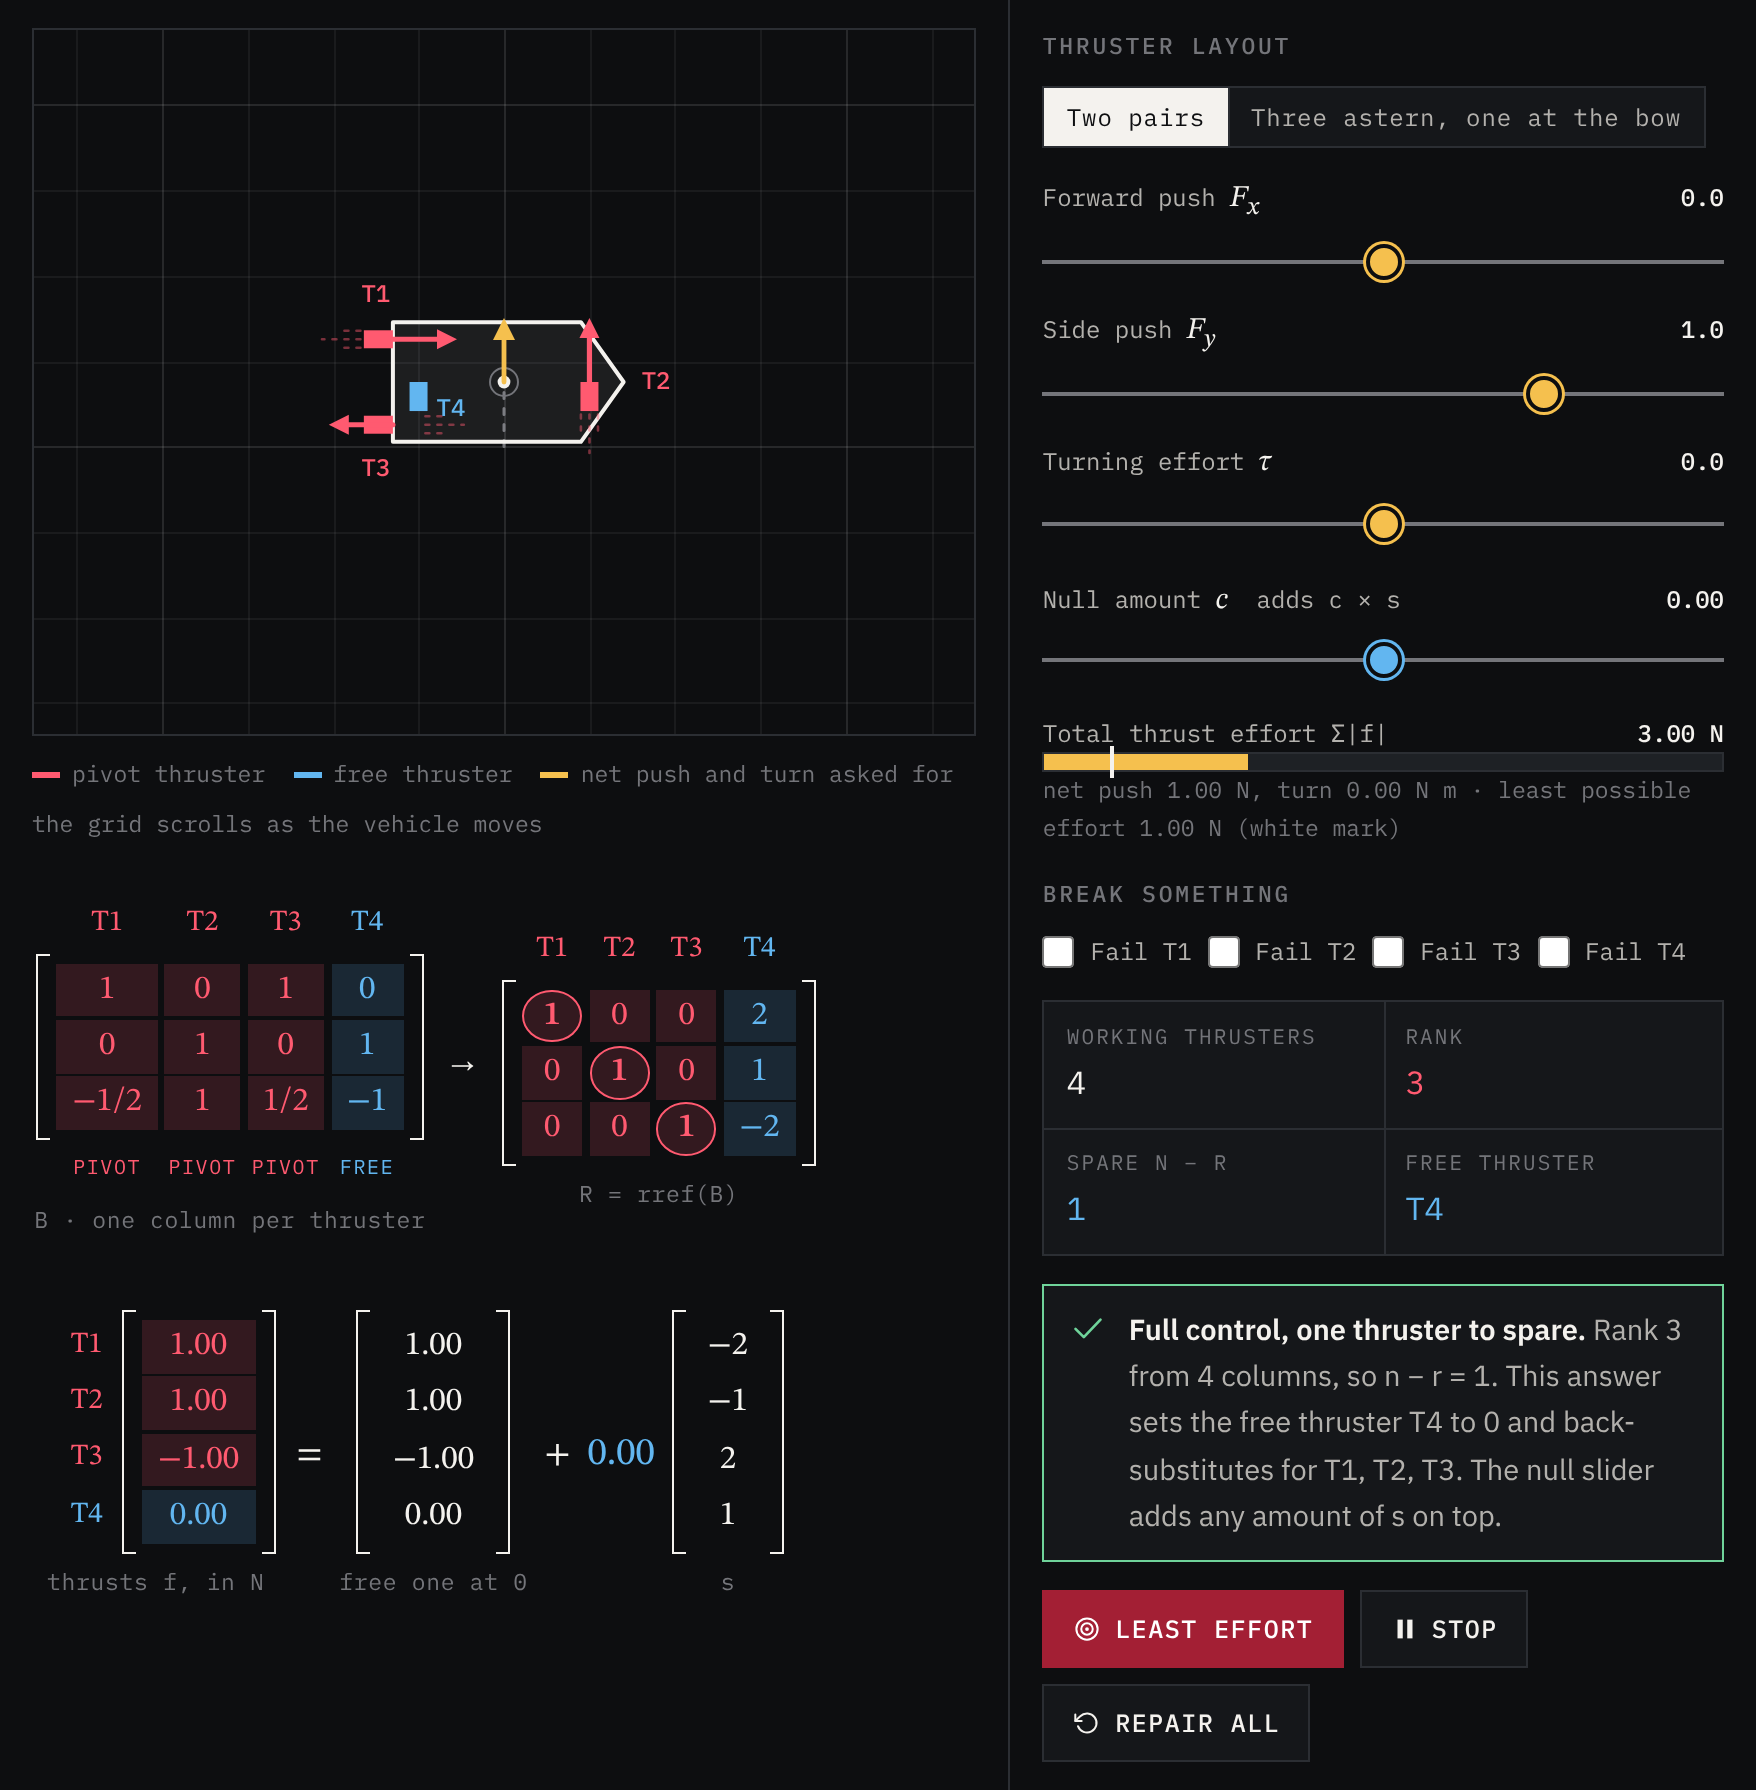 T1
T2
T4
T3
pivot thruster free thruster net push and turn asked for
the grid scrolls as the vehicle moves
T1 T2 T3 T4
1 0 1 0
0 1 0 1
−1/2 1 1/2 −1
PIVOT PIVOT PIVOT FREE
B · one column per thruster
→
T1 T2 T3 T4
1 0 0 2
0 1 0 1
0 0 1 −2
R = rref(B)
T1 1.00 1.00 −2
T2 1.00 1.00 −1
T3 −1.00 = −1.00 + 0.00 2
T4 0.00 0.00 1
thrusts f, in N free one at 0 s
THRUSTER LAYOUT
Two pairs Three astern, one at the bow
Forward push Fx 0.0
Side push Fy 1.0
Turning effort τ 0.0
Null amount c adds c × s 0.00
Total thrust effort Σ|f| 3.00 N
net push 1.00 N, turn 0.00 N m · least possible
effort 1.00 N (white mark)
BREAK SOMETHING
Fail T1 Fail T2 Fail T3 Fail T4
WORKING THRUSTERS RANK
4 3
SPARE N − R FREE THRUSTER
1 T4
Full control, one thruster to spare. Rank 3
from 4 columns, so n − r = 1. This answer
sets the free thruster T4 to 0 and back-
substitutes for T1, T2, T3. The null slider
adds any amount of s on top.
LEAST EFFORT STOP
REPAIR ALL